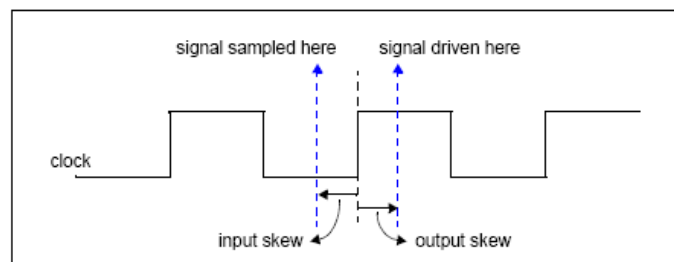 signal sampled here
signal driven here
clock
input skew
output skew